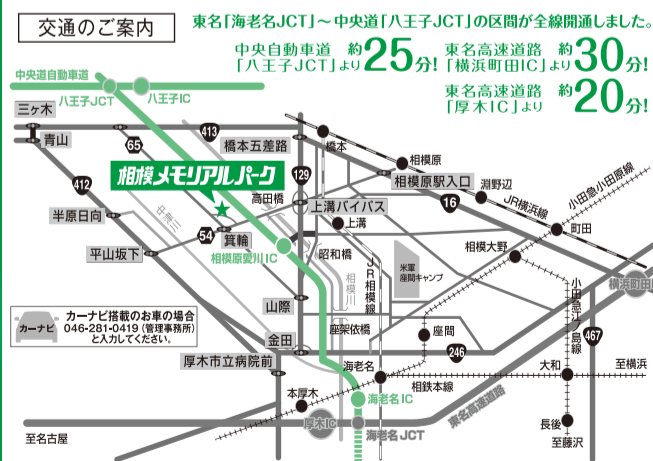 交通のご案内
東名「海老名JCT」～中央道「八王子JCT」の区間が全線開通しました。
中央自動車道「八王子JCT」より約25分!
東名高速道路「横浜町田IC」より約30分!
東名高速道路「厚木IC」より約20分!
中央道自動車道
八王子JCT
八王子IC
三ヶ木
青山
413
65
橋本五差路
橋本
相模原
相模メモリアルパーク
412
129
高田橋
相模原駅入口
淵野辺
小田急小田原線
上溝バイパス
16
JR横浜線
半原日向
中津川
上溝
町田
54
箕輪
平山坂下
相模原愛川IC
昭和橋
相模大野
米軍
座間キャンプ
相模川
JR相模線
横浜町田IC
山際
小田急江ノ島線
カーナビ
カーナビ搭載のお車の場合
046-281-0419（管理事務所）
と入力してください。
座架依橋
座間
467
金田
246
厚木市立病院前
海老名
大和
至横浜
相鉄本線
本厚木
海老名IC
東名高速道路
厚木IC
長後
至名古屋
海老名JCT
至藤沢